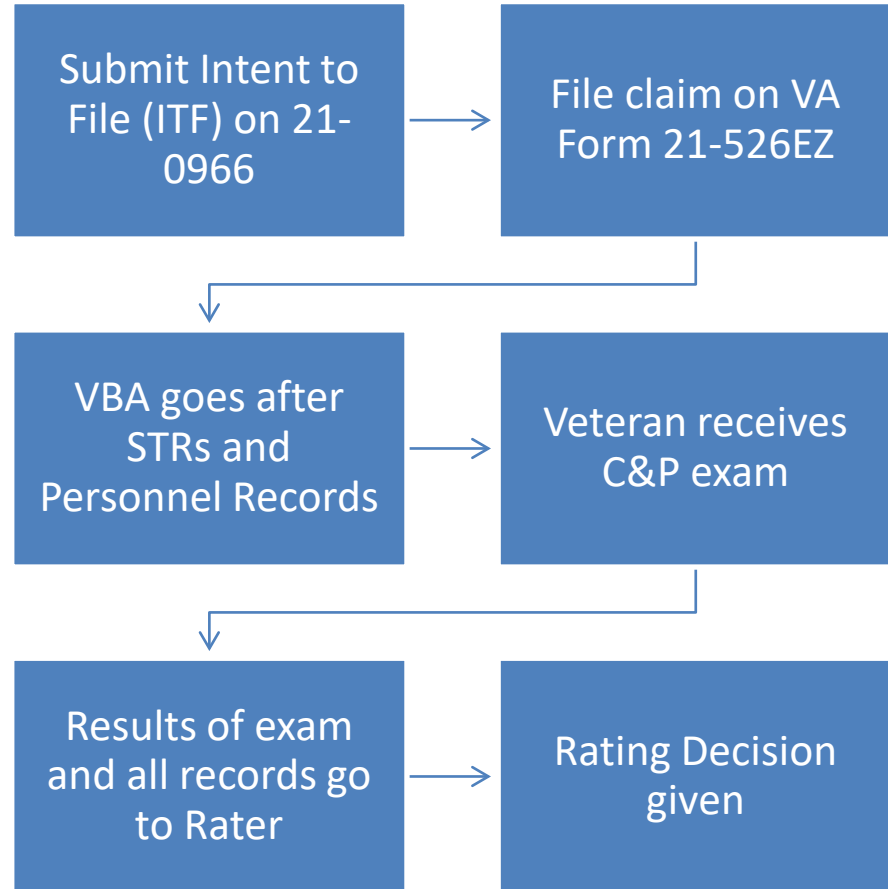 Submit Intent to
File (ITF) on 21-
0966
File claim on VA
Form 21-526EZ
VBA goes after
STRs and
Personnel Records
Veteran receives
C&P exam
Results of exam
and all records go
to Rater
Rating Decision
given